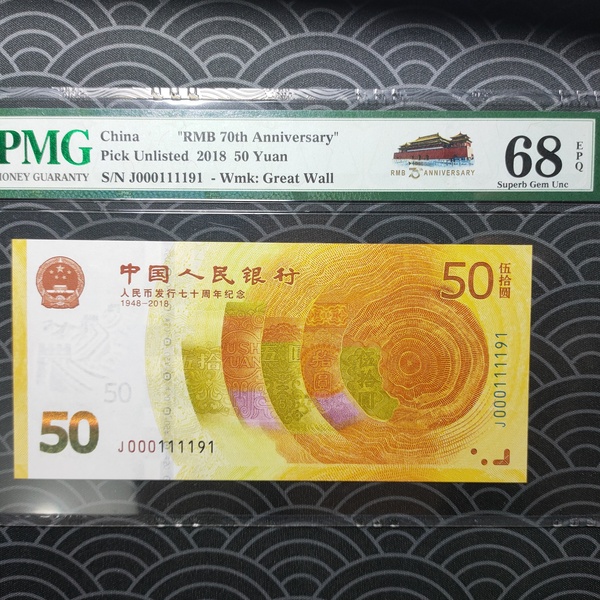 PMG
MONEY GUARANTY
China "RMB 70th Anniversary"
Pick Unlisted 2018 50 Yuan
S/N J000111191 - Wmk: Great Wall
RMB 70 ANNIVERSARY
68
EPQ
Superb Gem Unc
中国人民银行
人民币发行七十周年纪念
1948-2018
50
伍拾圆
J000111191
50
50
J000111191